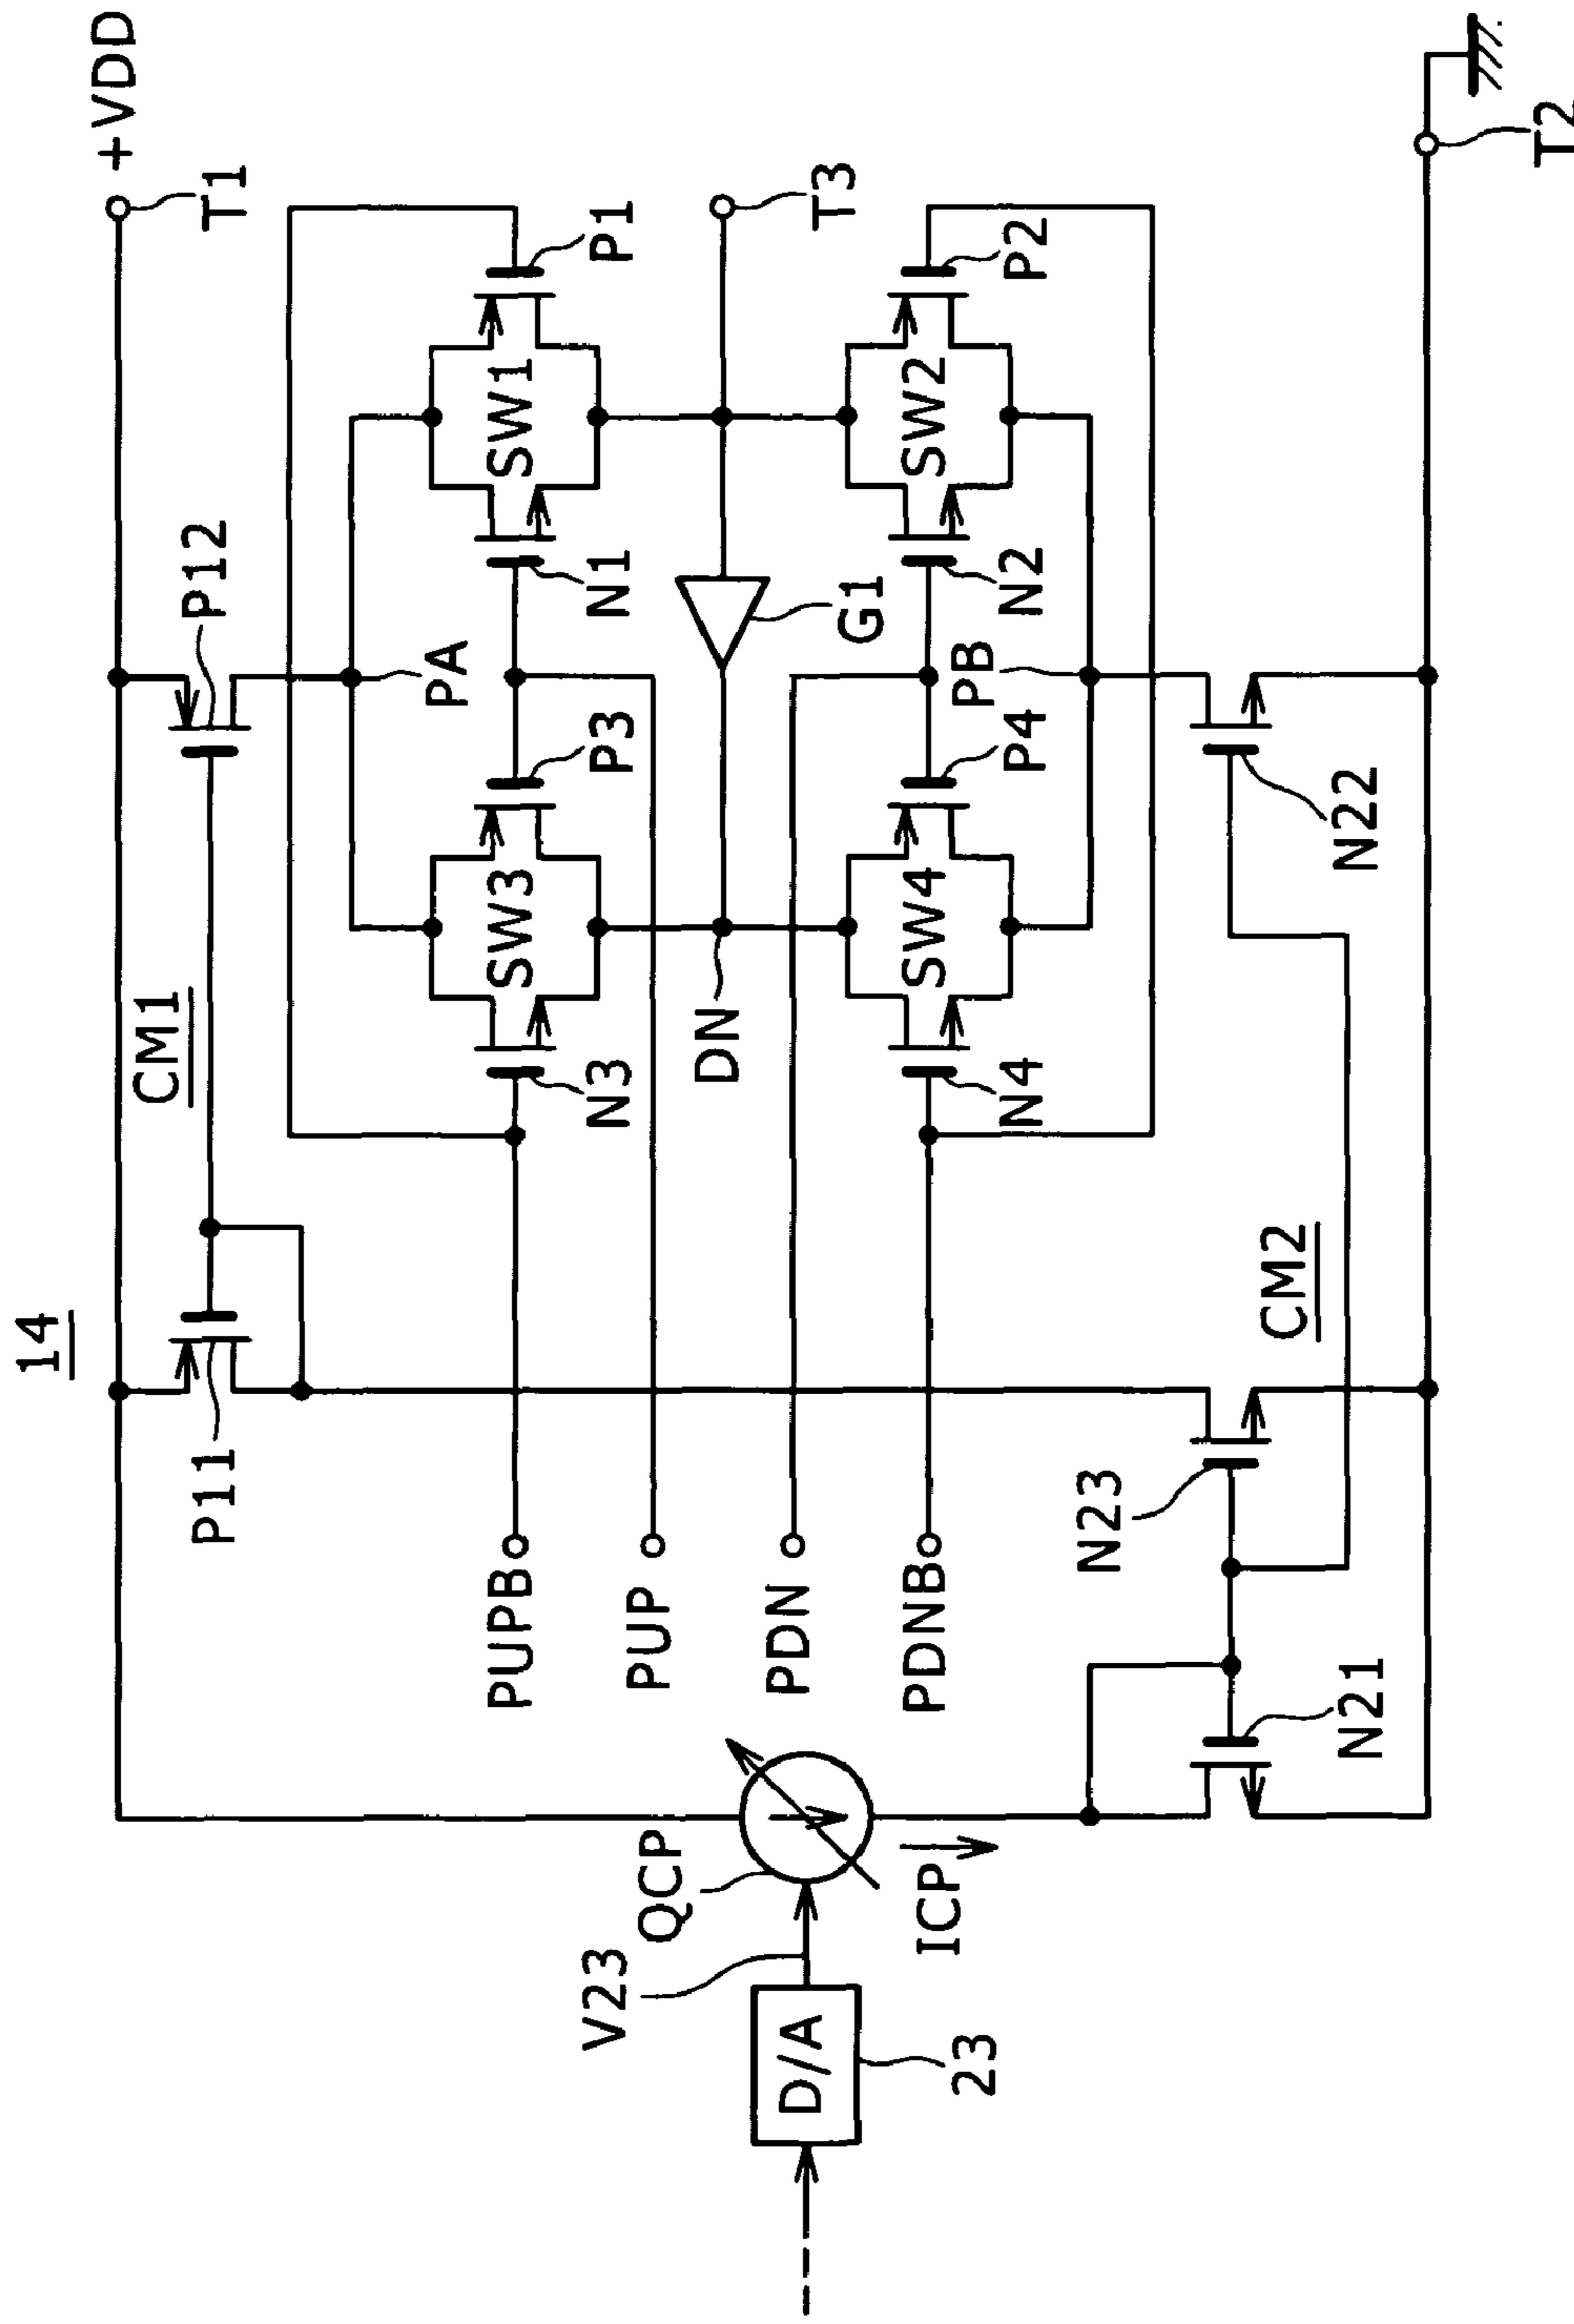 14
+VDD
T1
P11
CM1
P12
PA
PUPB
N3
SW3
P3
N1
SW1
P1
PUP
DN
G1
T3
PDN
PDNB
N4
SW4
P4
PB
N2
SW2
P2
V23
QCP
D/A
23
ICP
N21
N23
CM2
N22
T2